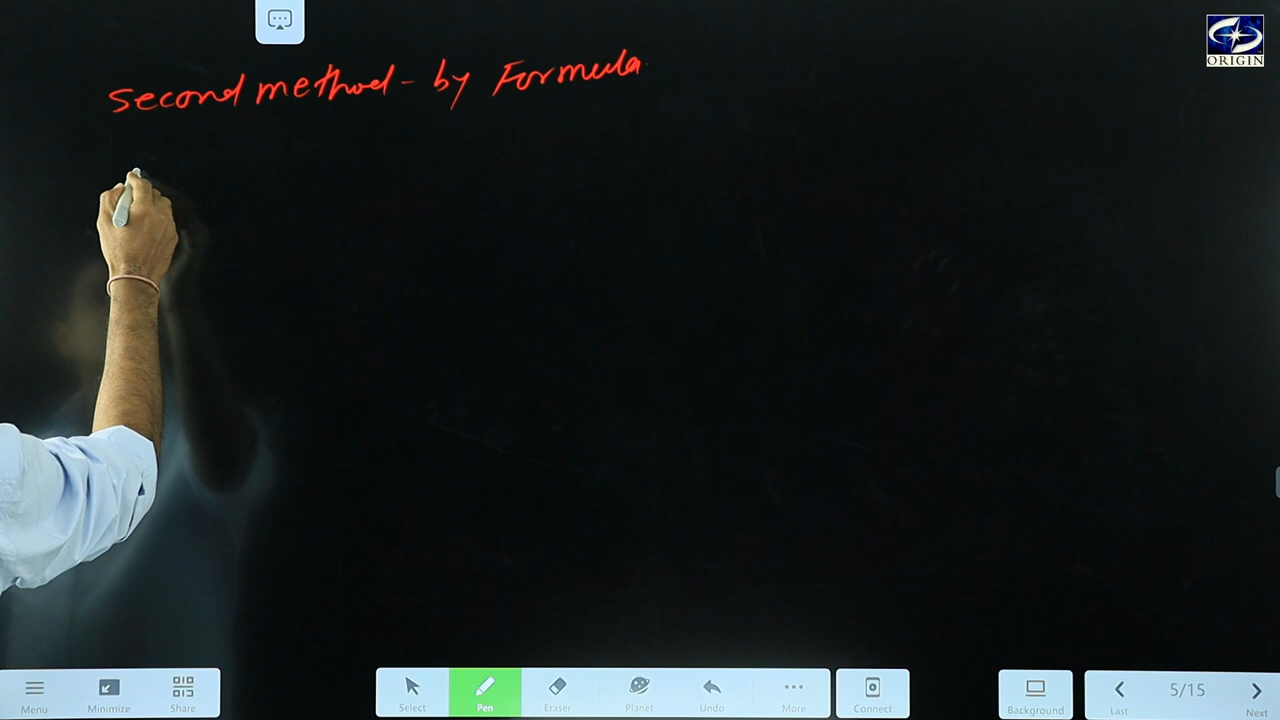 ORIGIN
Second method - by Formula
Menu
Minimize
Share
Select
Pen
Eraser
Planet
Undo
More
Connect
Background
Last
5/15
Next